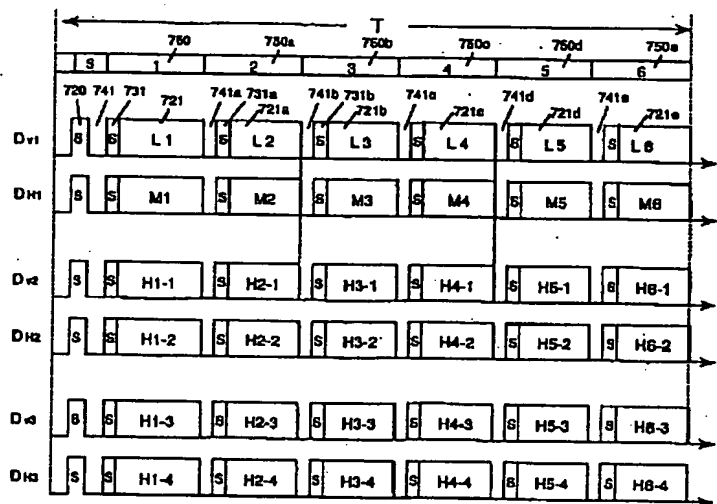 T
750 750a 750b 750c 750d 750e
S 1 2 3 4 5 6
720 741 731 721 741a 731a 721a 741b 731b 721b 741c 721c 741d 721d 741e 721e
DV1 S S L1 S L2 S L3 S L4 S L5 S L6
DH1 S S M1 S M2 S M3 S M4 S M5 S M6
DV2 S S H1-1 S H2-1 S H3-1 S H4-1 S H5-1 S H6-1
DH2 S S H1-2 S H2-2 S H3-2 S H4-2 S H5-2 S H6-2
DV3 S S H1-3 S H2-3 S H3-3 S H4-3 S H5-3 S H6-3
DH3 S S H1-4 S H2-4 S H3-4 S H4-4 S H5-4 S H6-4